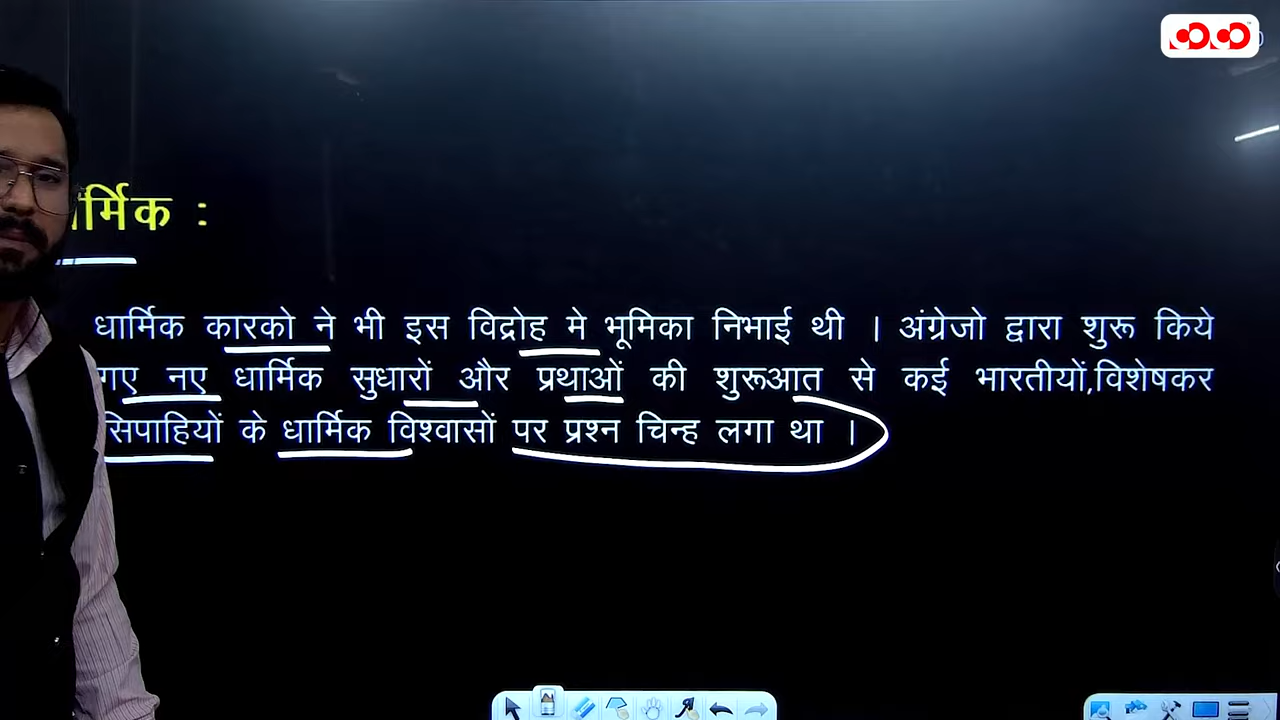 र्मिक :
धार्मिक कारको ने भी इस विद्रोह मे भूमिका निभाई थी । अंग्रेजो द्वारा शुरू किये
गए नए धार्मिक सुधारों और प्रथाओं की शुरूआत से कई भारतीयों,विशेषकर
सिपाहियों के धार्मिक विश्वासों पर प्रश्न चिन्ह लगा था ।